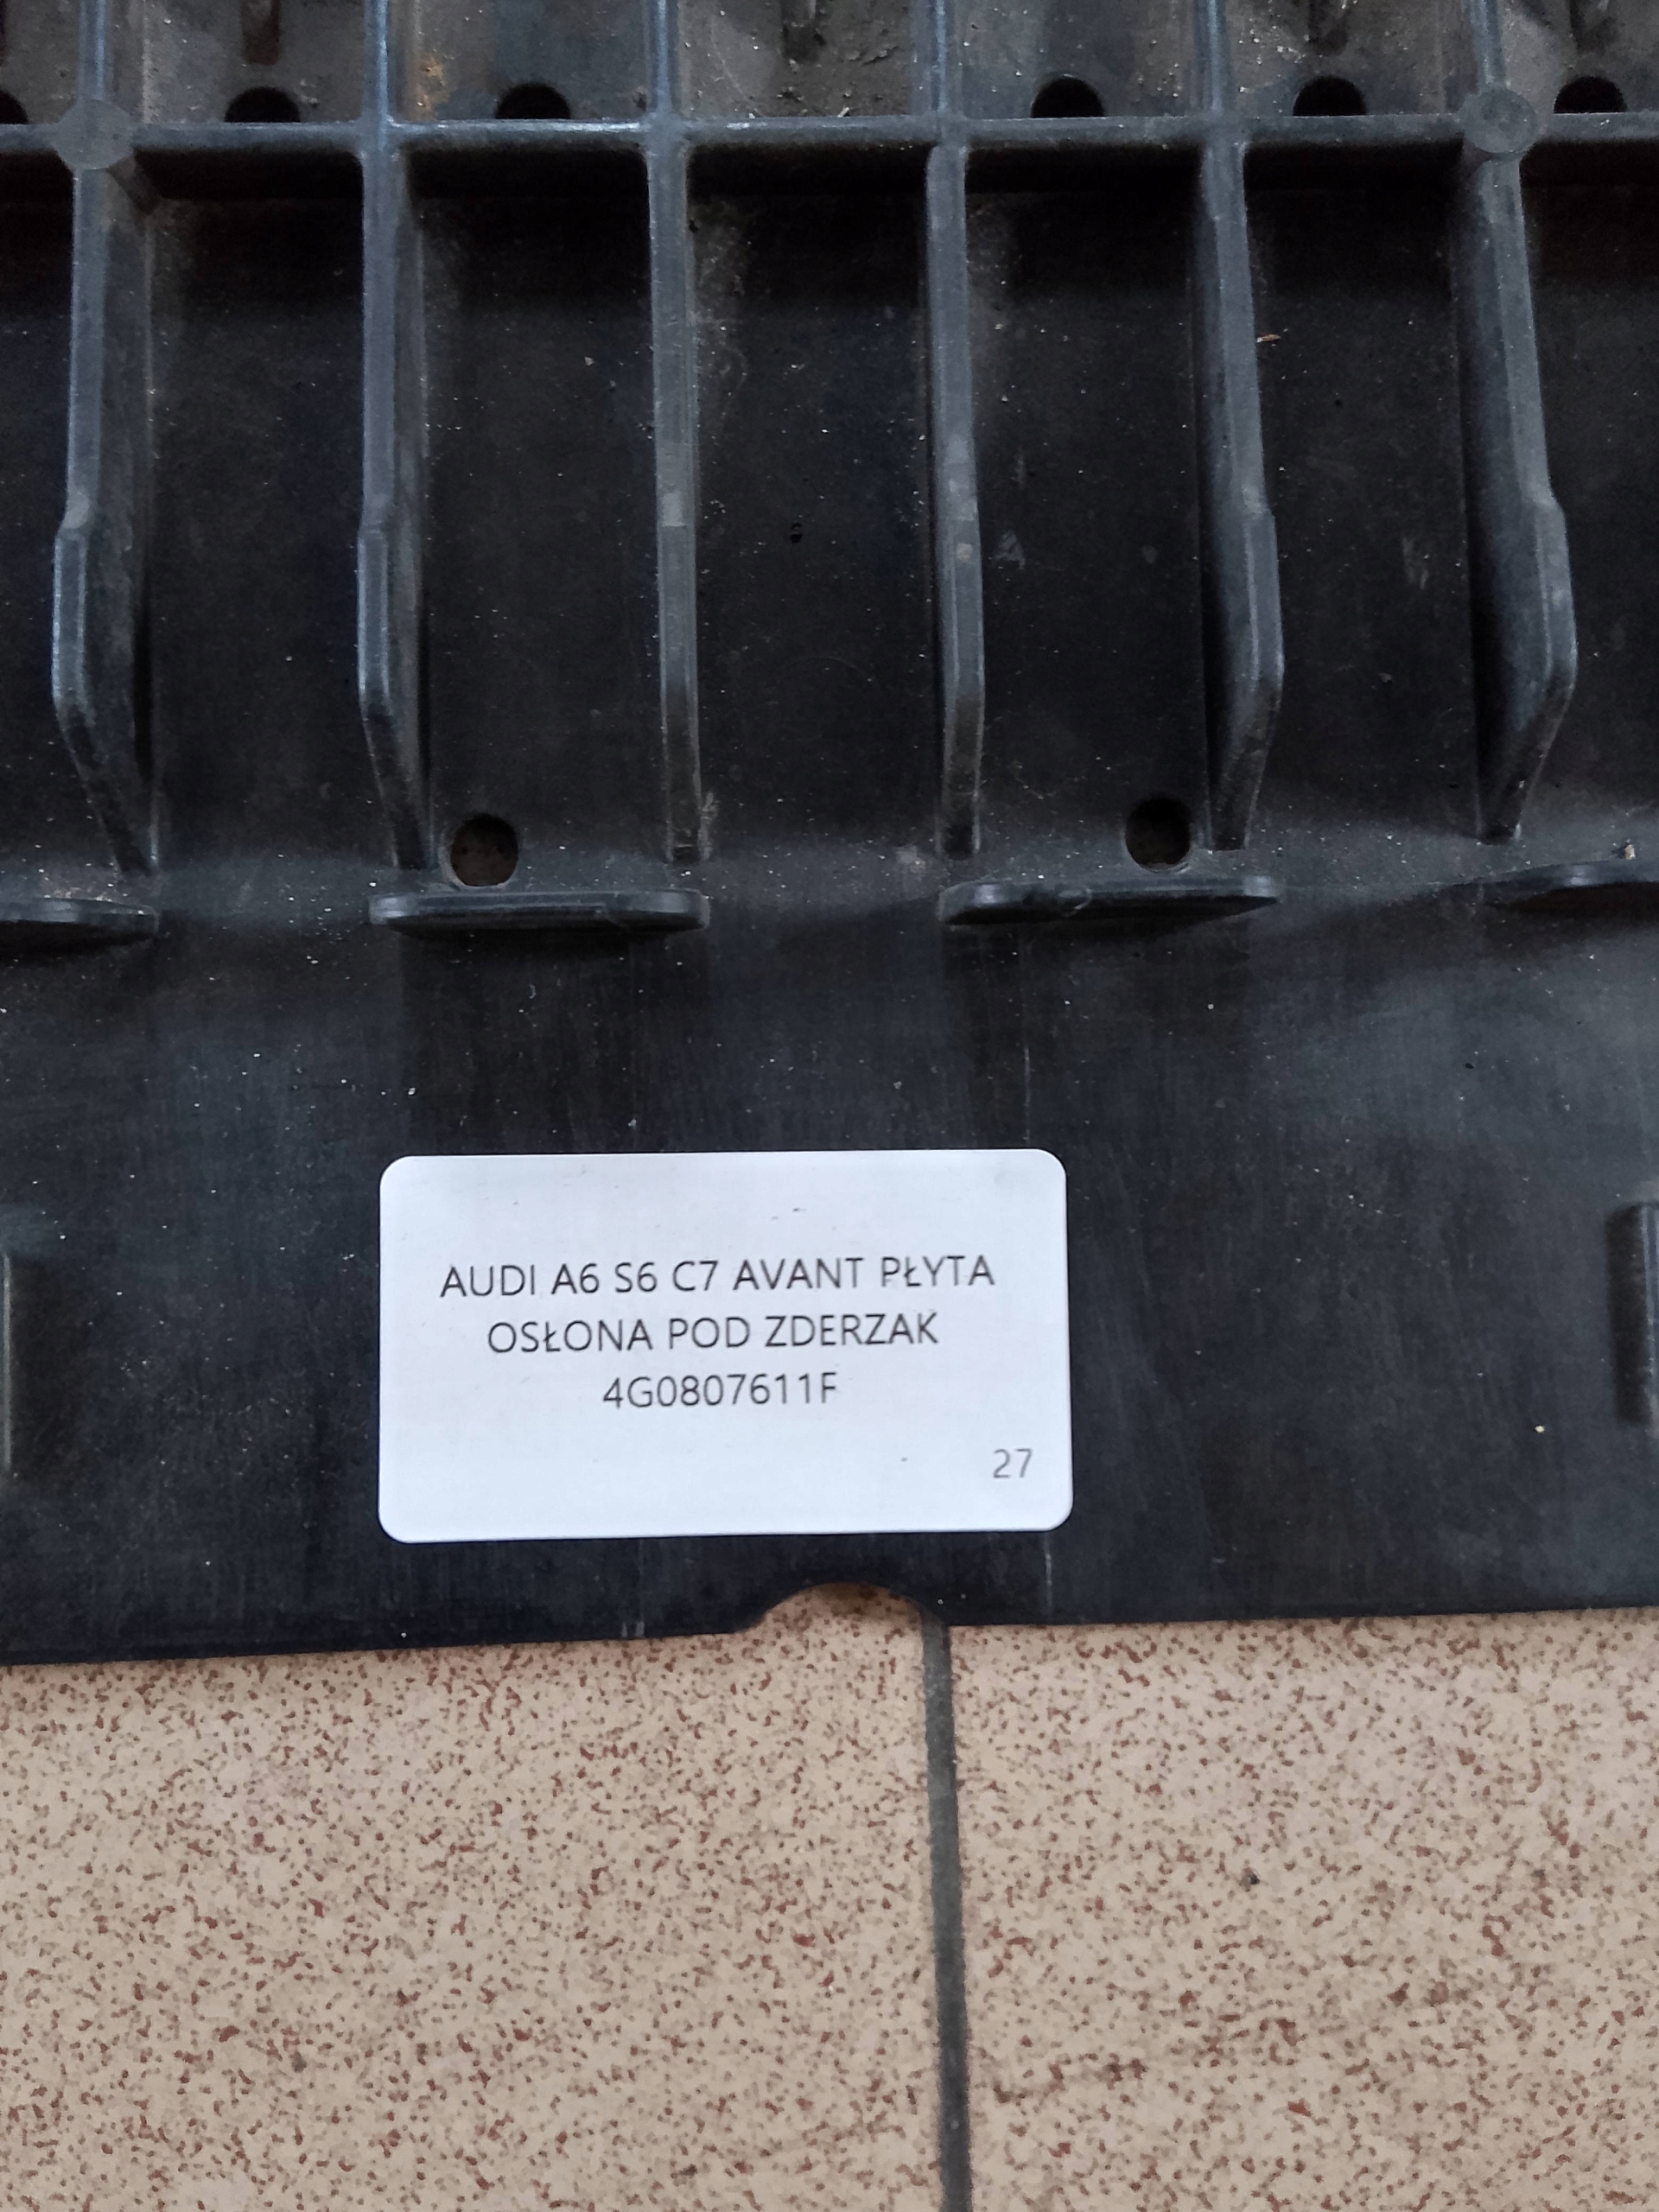 AUDI A6 S6 C7 AVANT PŁYTA
OSŁONA POD ZDERZAK
4G0807611F
27